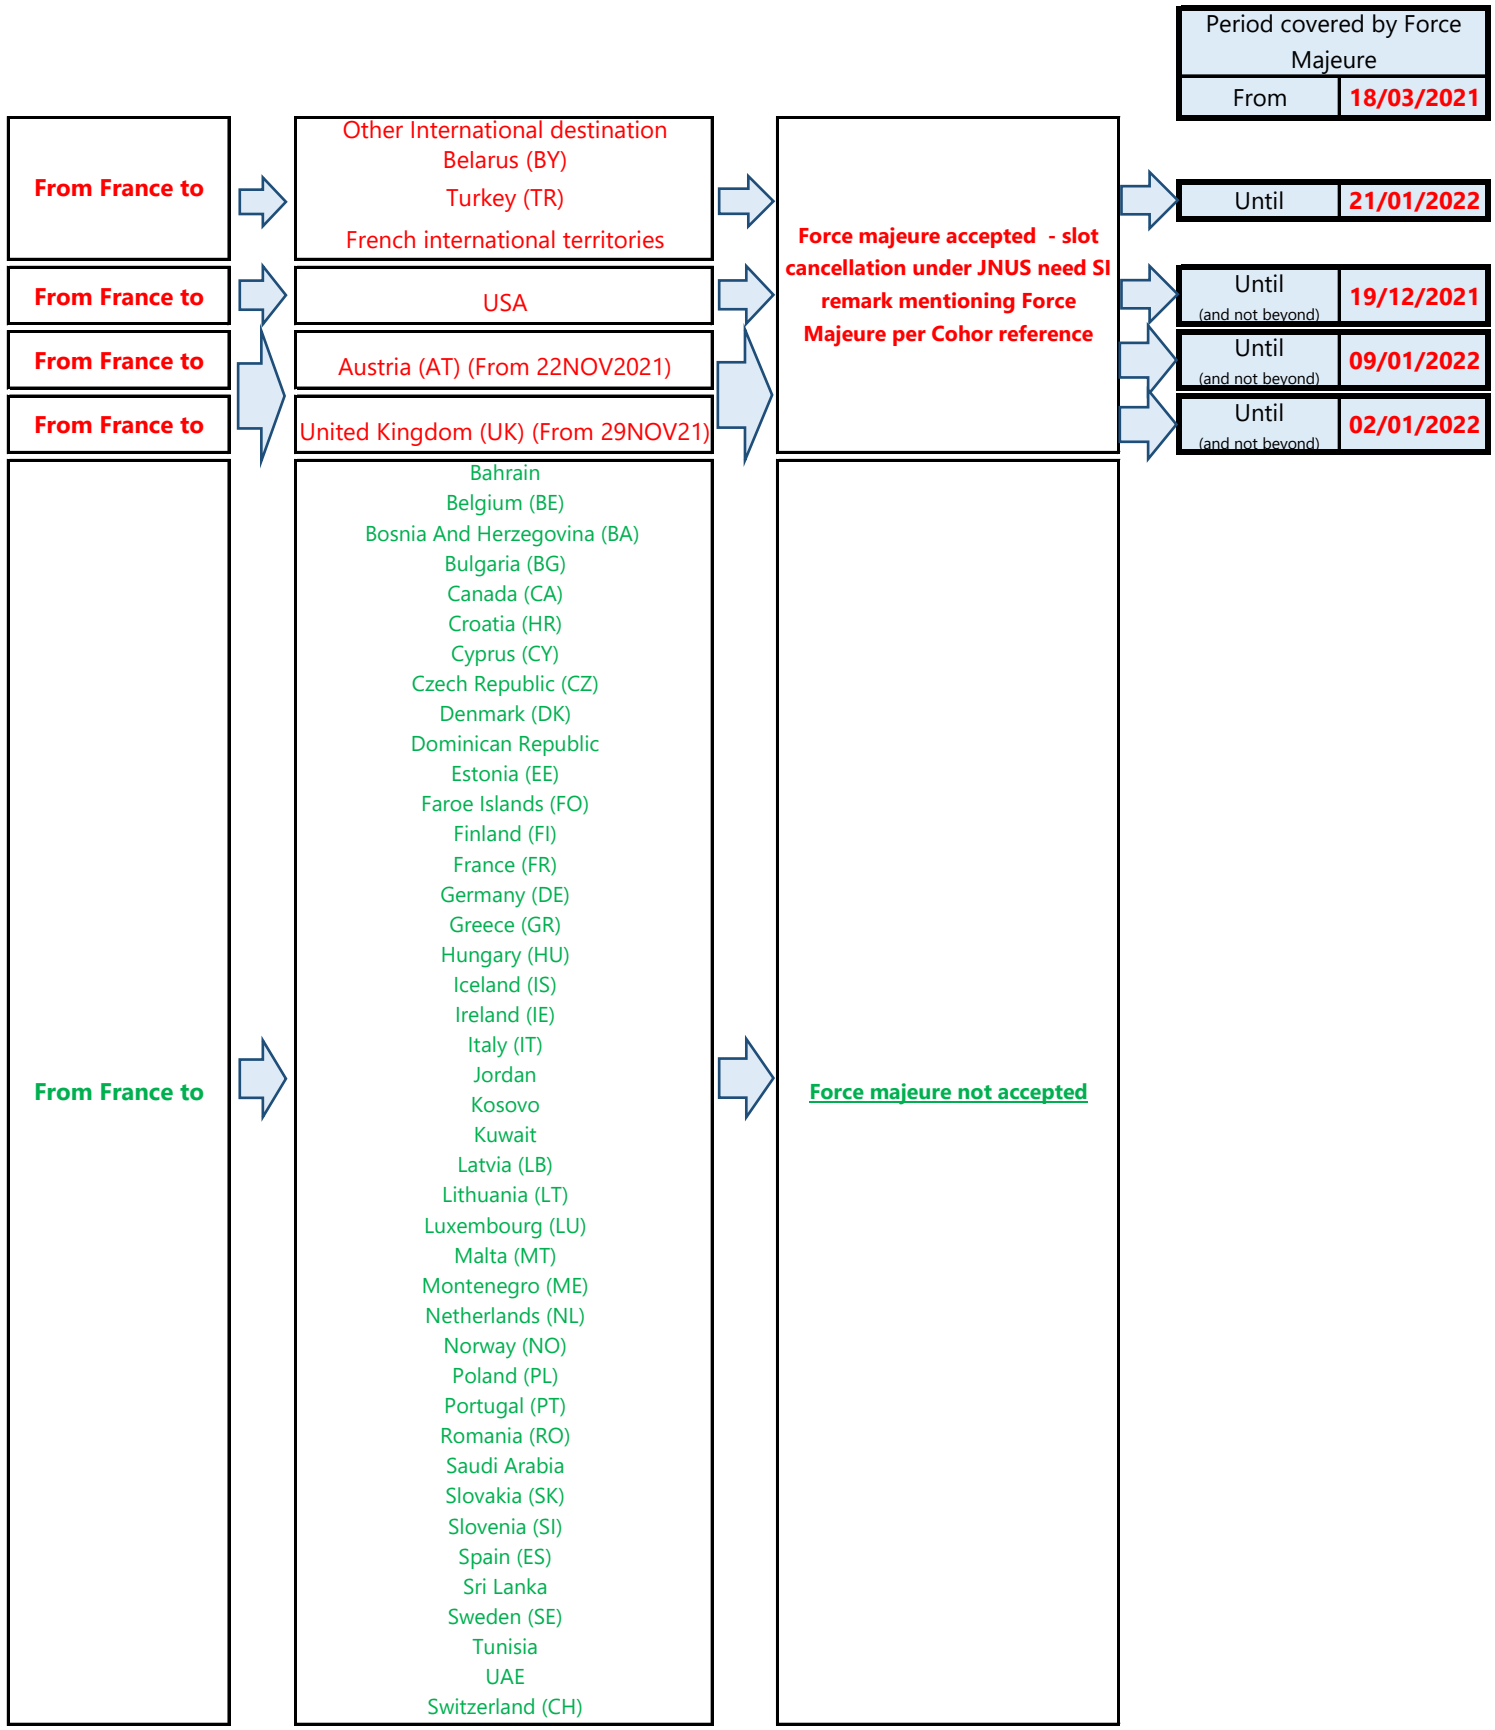 Period covered by Force
Majeure
From 18/03/2021
From France to
Other International destination
Belarus (BY)
Turkey (TR)
French international territories
Force majeure accepted - slot
cancellation under JNUS need SI
remark mentioning Force
Majeure per Cohor reference
Until 21/01/2022
From France to
USA
Until
(and not beyond)
19/12/2021
From France to
Austria (AT) (From 22NOV2021)
Until
(and not beyond)
09/01/2022
From France to
United Kingdom (UK) (From 29NOV21)
Until
(and not beyond)
02/01/2022
From France to
Bahrain
Belgium (BE)
Bosnia And Herzegovina (BA)
Bulgaria (BG)
Canada (CA)
Croatia (HR)
Cyprus (CY)
Czech Republic (CZ)
Denmark (DK)
Dominican Republic
Estonia (EE)
Faroe Islands (FO)
Finland (FI)
France (FR)
Germany (DE)
Greece (GR)
Hungary (HU)
Iceland (IS)
Ireland (IE)
Italy (IT)
Jordan
Kosovo
Kuwait
Latvia (LB)
Lithuania (LT)
Luxembourg (LU)
Malta (MT)
Montenegro (ME)
Netherlands (NL)
Norway (NO)
Poland (PL)
Portugal (PT)
Romania (RO)
Saudi Arabia
Slovakia (SK)
Slovenia (SI)
Spain (ES)
Sri Lanka
Sweden (SE)
Tunisia
UAE
Switzerland (CH)
Force majeure not accepted